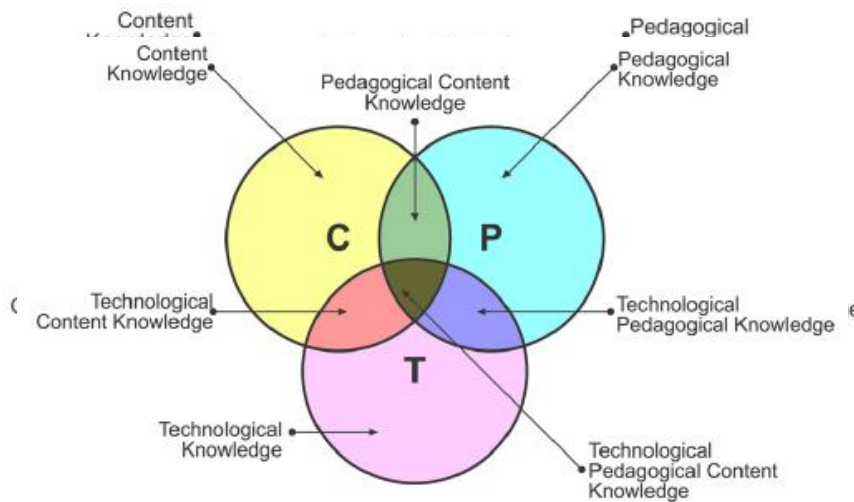 Content
Pedagogical
Content
Knowledge
Pedagogical
Knowledge
Pedagogical Content
Knowledge
C
P
Technological
Content Knowledge
Technological
Pedagogical Knowledge
T
Technological
Knowledge
Technological
Pedagogical Content
Knowledge